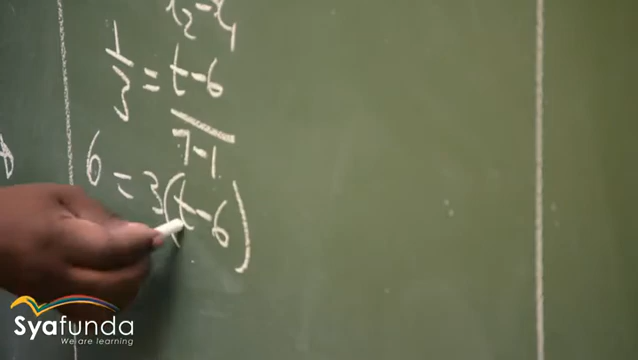 1/3 = t-6
7-1
6 = 3(t-6)
Syafunda
We are learning